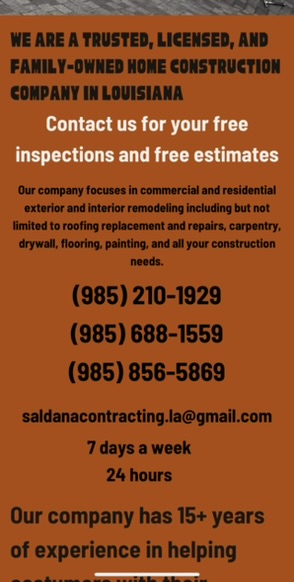 WE ARE A TRUSTED, LICENSED, AND
FAMILY-OWNED HOME CONSTRUCTION
COMPANY IN LOUISIANA
Contact us for your free
inspections and free estimates
Our company focuses in commercial and residential
exterior and interior remodeling including but not
limited to roofing replacement and repairs, carpentry,
drywall, flooring, painting, and all your construction
needs.
(985) 210-1929
(985) 688-1559
(985) 856-5869
saldanacontracting.la@gmail.com
7 days a week
24 hours
Our company has 15+ years
of experience in helping
costumers with their